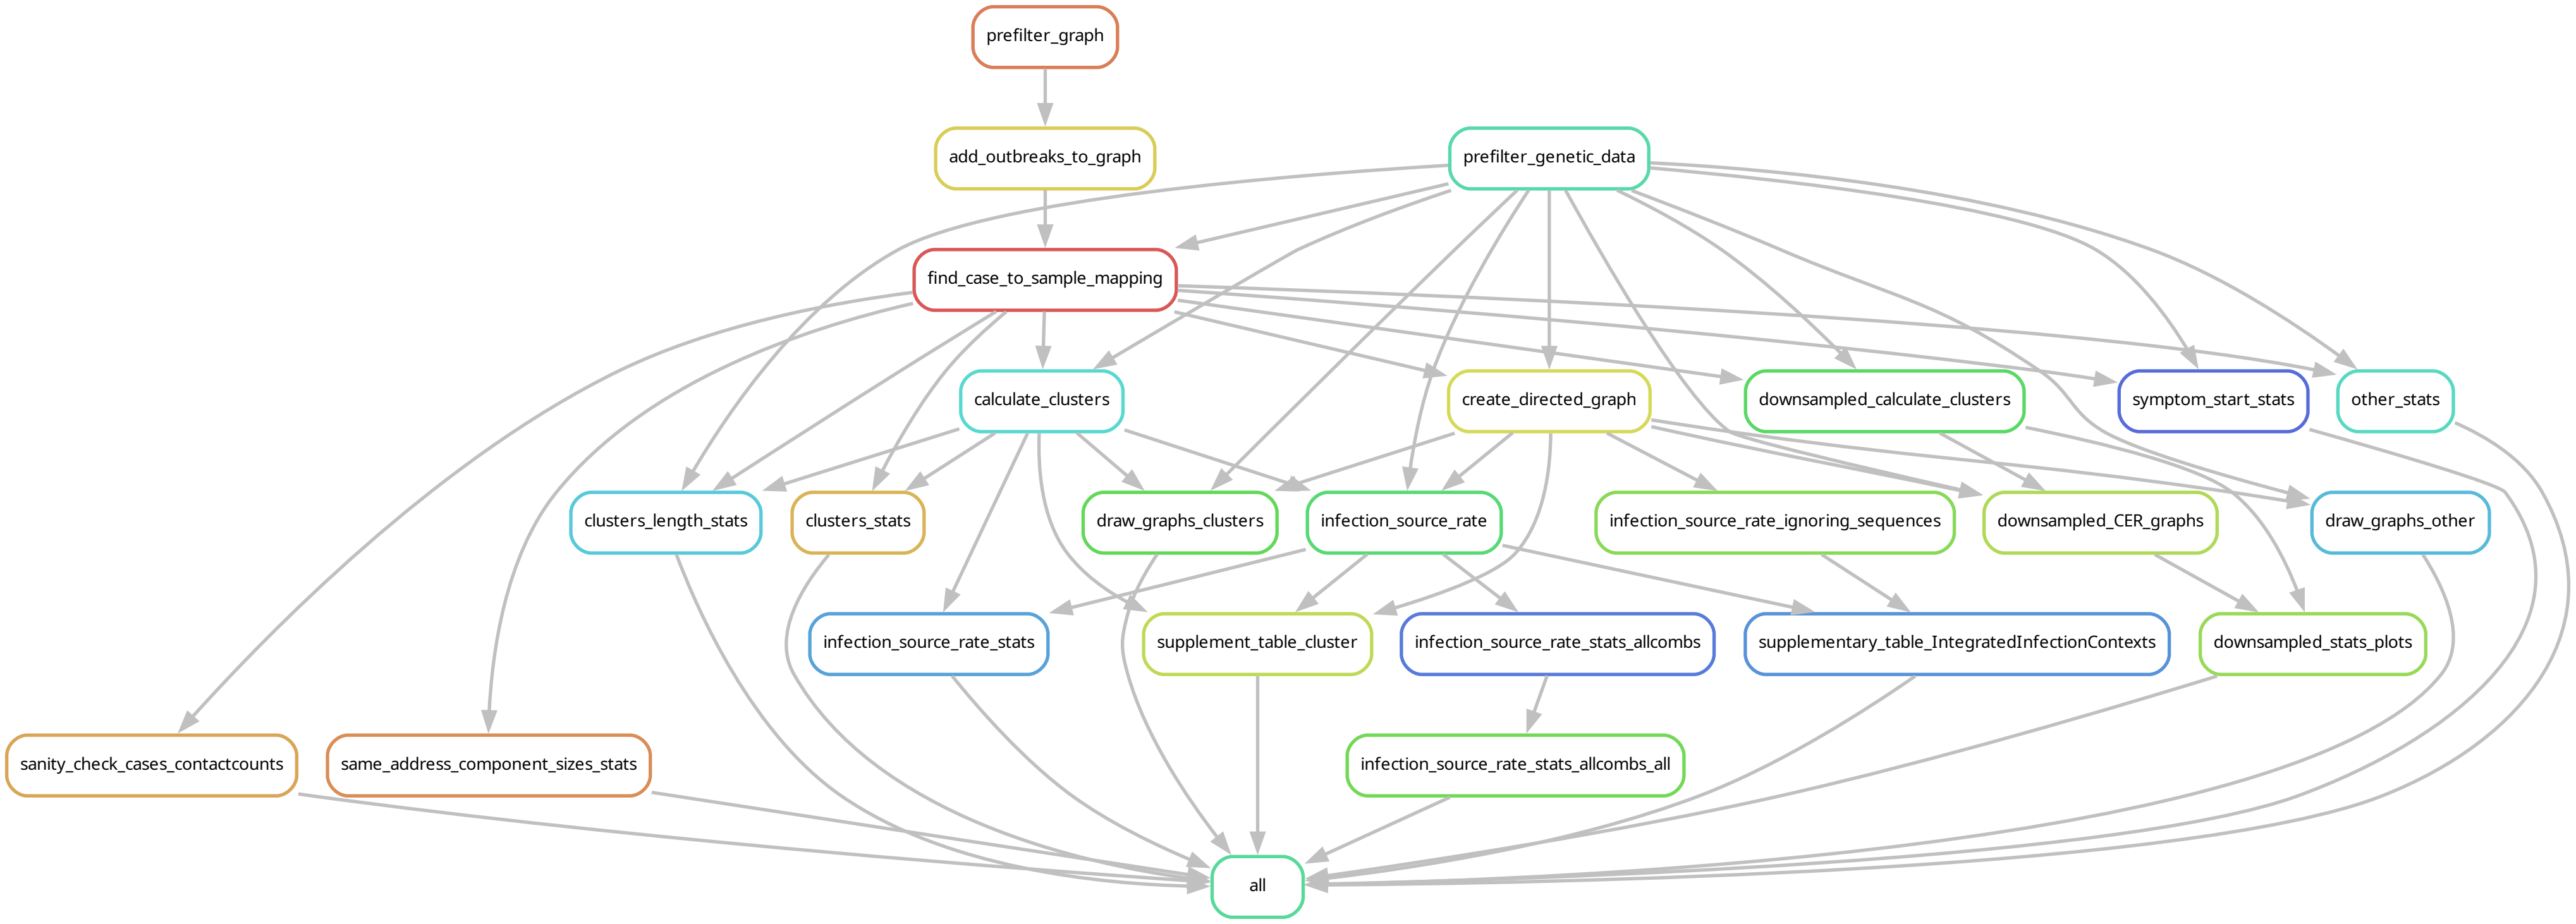 prefilter_graph
add_outbreaks_to_graph
prefilter_genetic_data
find_case_to_sample_mapping
calculate_clusters
create_directed_graph
downsampled_calculate_clusters
symptom_start_stats
other_stats
clusters_length_stats
clusters_stats
draw_graphs_clusters
infection_source_rate
infection_source_rate_ignoring_sequences
downsampled_CER_graphs
draw_graphs_other
infection_source_rate_stats
supplement_table_cluster
infection_source_rate_stats_allcombs
supplementary_table_IntegratedInfectionContexts
downsampled_stats_plots
sanity_check_cases_contactcounts
same_address_component_sizes_stats
infection_source_rate_stats_allcombs_all
all